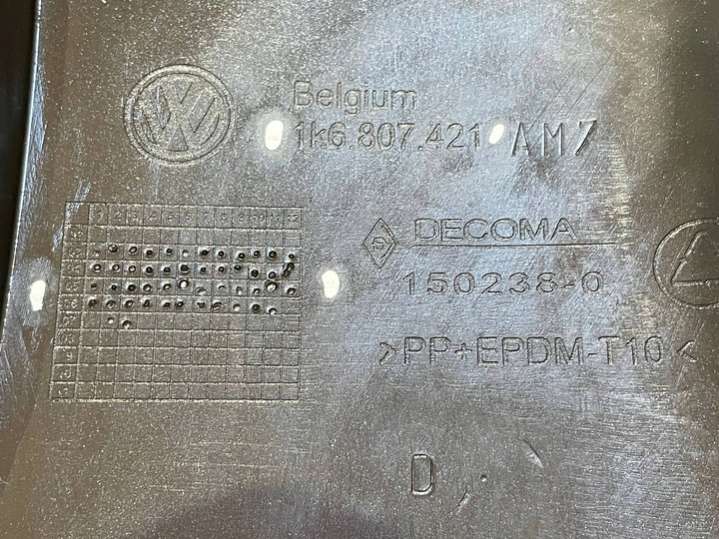 Belgium
1k6.807.421 AM7
DECOMA
150238-0
>PP+EPDM-T10<
D